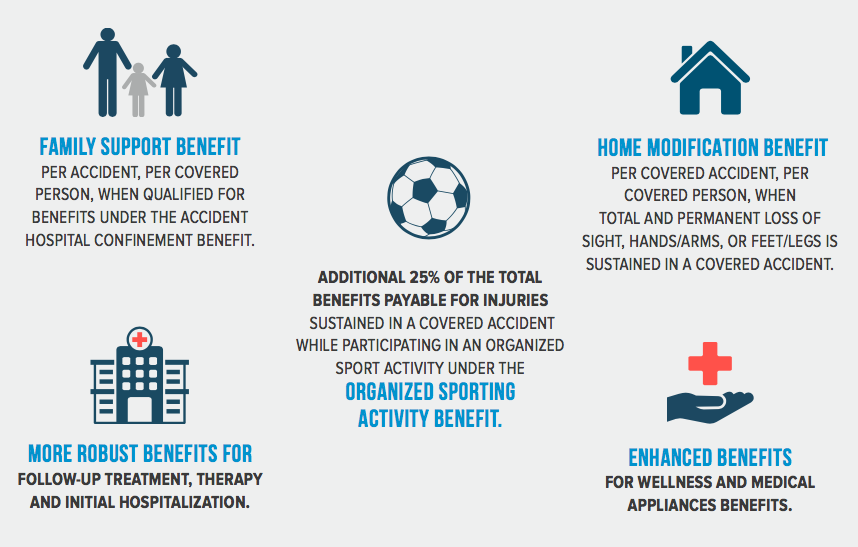 FAMILY SUPPORT BENEFIT
PER ACCIDENT, PER COVERED
PERSON, WHEN QUALIFIED FOR
BENEFITS UNDER THE ACCIDENT
HOSPITAL CONFINEMENT BENEFIT.
HOME MODIFICATION BENEFIT
PER COVERED ACCIDENT, PER
COVERED PERSON, WHEN
TOTAL AND PERMANENT LOSS OF
SIGHT, HANDS/ARMS, OR FEET/LEGS IS
SUSTAINED IN A COVERED ACCIDENT.
ADDITIONAL 25% OF THE TOTAL
BENEFITS PAYABLE FOR INJURIES
SUSTAINED IN A COVERED ACCIDENT
WHILE PARTICIPATING IN AN ORGANIZED
SPORT ACTIVITY UNDER THE
ORGANIZED SPORTING
ACTIVITY BENEFIT.
MORE ROBUST BENEFITS FOR
FOLLOW-UP TREATMENT, THERAPY
AND INITIAL HOSPITALIZATION.
ENHANCED BENEFITS
FOR WELLNESS AND MEDICAL
APPLIANCES BENEFITS.